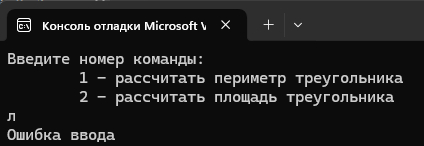 Консоль отладки Microsoft V
Введите номер команды:
1 – рассчитать периметр треугольника
2 – рассчитать площадь треугольника
л
Ошибка ввода